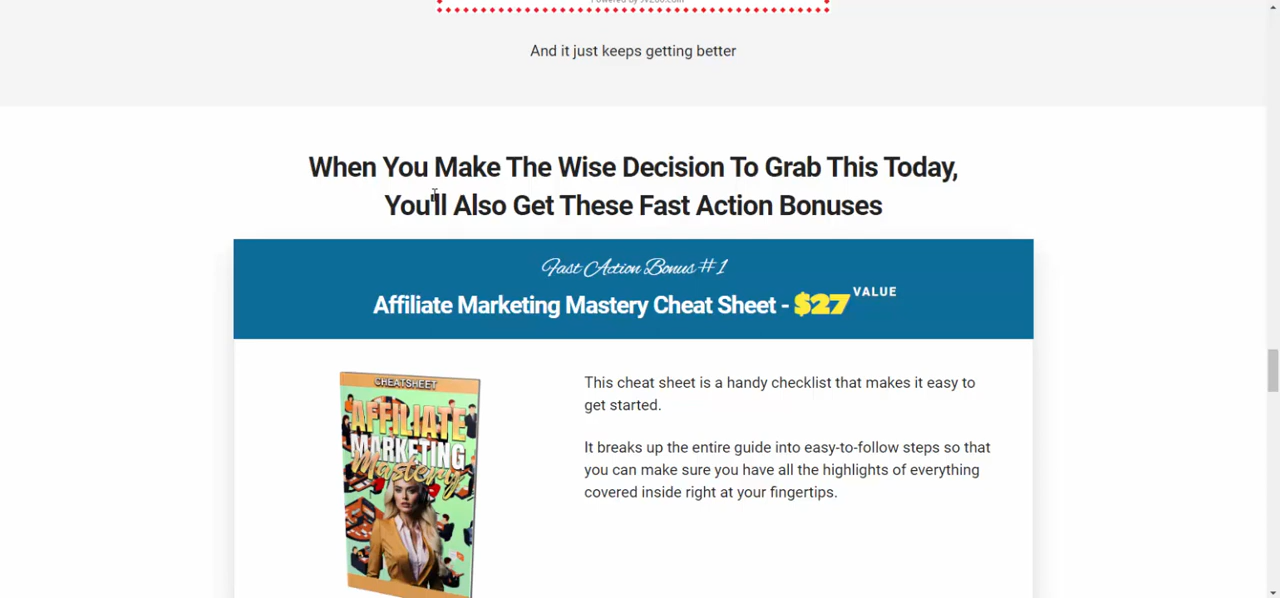 Powered by JVZoo.com
And it just keeps getting better
When You Make The Wise Decision To Grab This Today,
You'll Also Get These Fast Action Bonuses
Fast Action Bonus #1
Affiliate Marketing Mastery Cheat Sheet - $27 VALUE
This cheat sheet is a handy checklist that makes it easy to
get started.
It breaks up the entire guide into easy-to-follow steps so that
you can make sure you have all the highlights of everything
covered inside right at your fingertips.
CHEATSHEET
AFFILIATE
MARKETING
Mastery